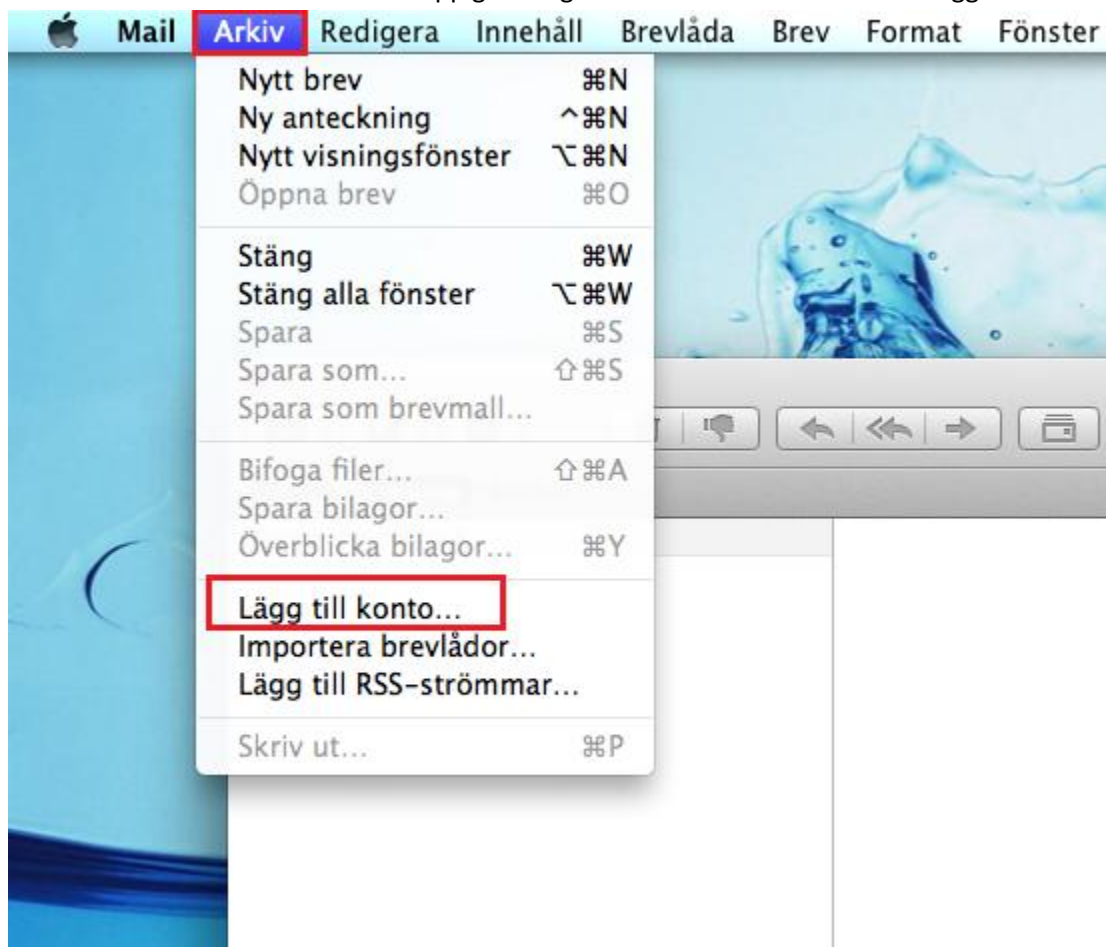 Mail Arkiv Redigera Innehåll Brevlåda Brev Format Fönster
Nytt brev ⌘N
Ny anteckning ^⌘N
Nytt visningsfönster ⌥⌘N
Öppna brev ⌘O
Stäng ⌘W
Stäng alla fönster ⌥⌘W
Spara ⌘S
Spara som... ⇧⌘S
Spara som brevmall...
Bifoga filer... ⇧⌘A
Spara bilagor...
Överblicka bilagor... ⌘Y
Lägg till konto...
Importera brevlådor...
Lägg till RSS-strömmar...
Skriv ut... ⌘P